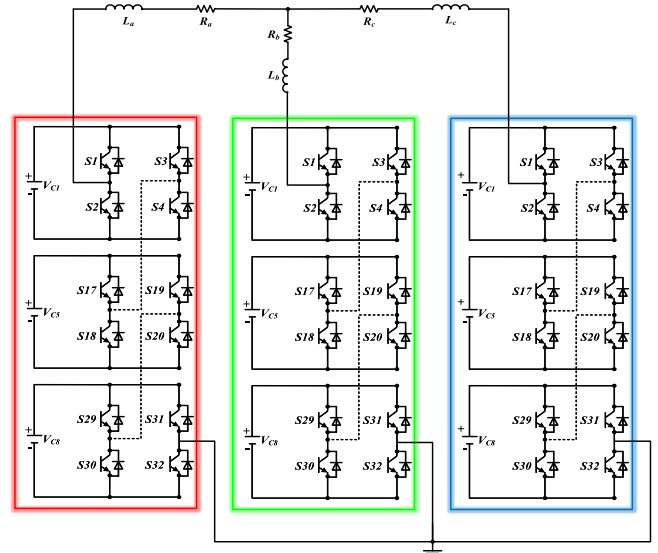 La Ra Rb Rc Lc
Lb
+ VC1 - S1 S3 S2 S4
+ VC5 - S17 S19 S18 S20
+ VC8 - S29 S31 S30 S32
+ VC1 - S1 S3 S2 S4
+ VC5 - S17 S19 S18 S20
+ VC8 - S29 S31 S30 S32
+ VC1 - S1 S3 S2 S4
+ VC5 - S17 S19 S18 S20
+ VC8 - S29 S31 S30 S32